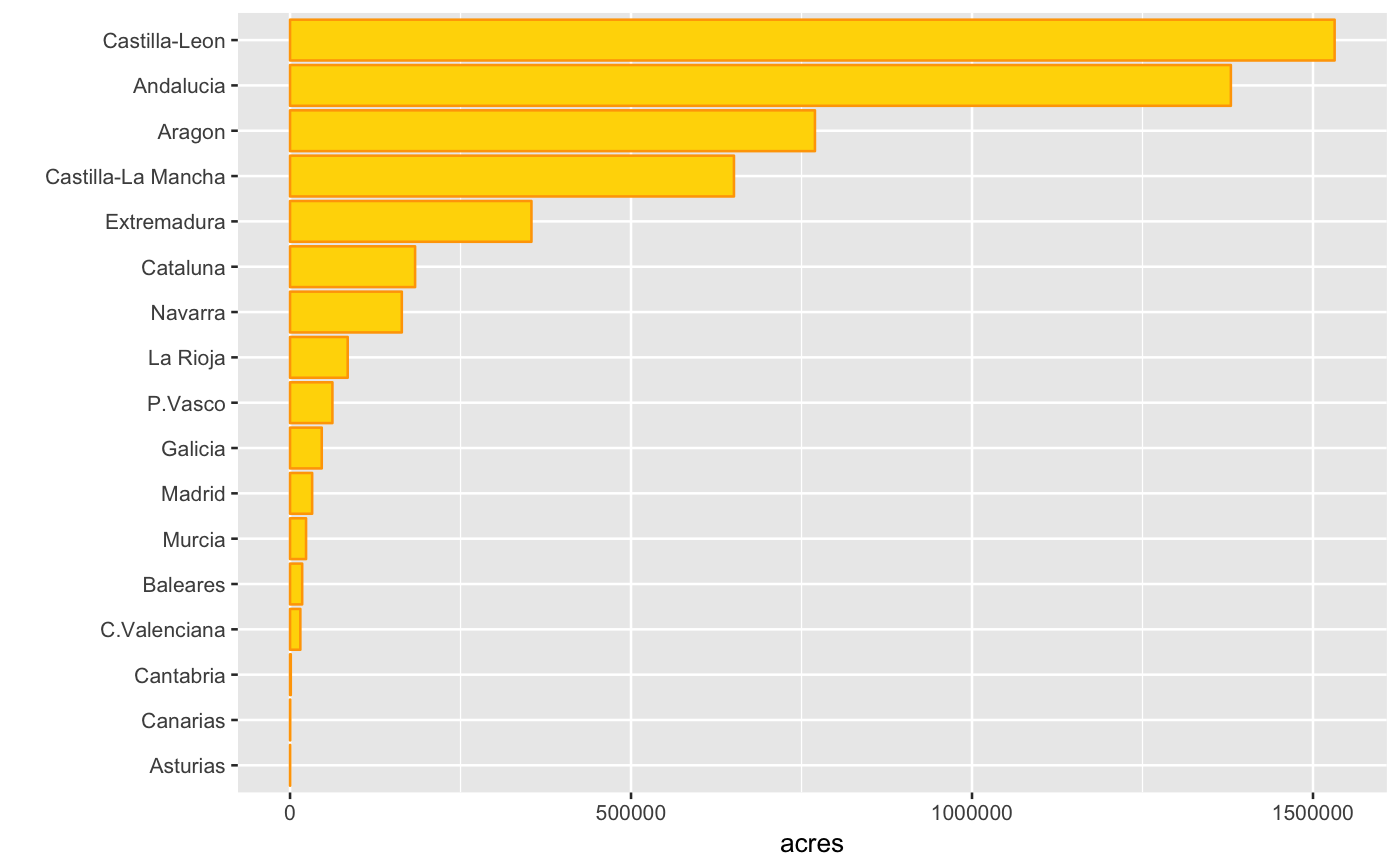 Castilla-Leon
Andalucia
Aragon
Castilla-La Mancha
Extremadura
Cataluna
Navarra
La Rioja
P.Vasco
Galicia
Madrid
Murcia
Baleares
C.Valenciana
Cantabria
Canarias
Asturias
0 500000 1000000 1500000
acres